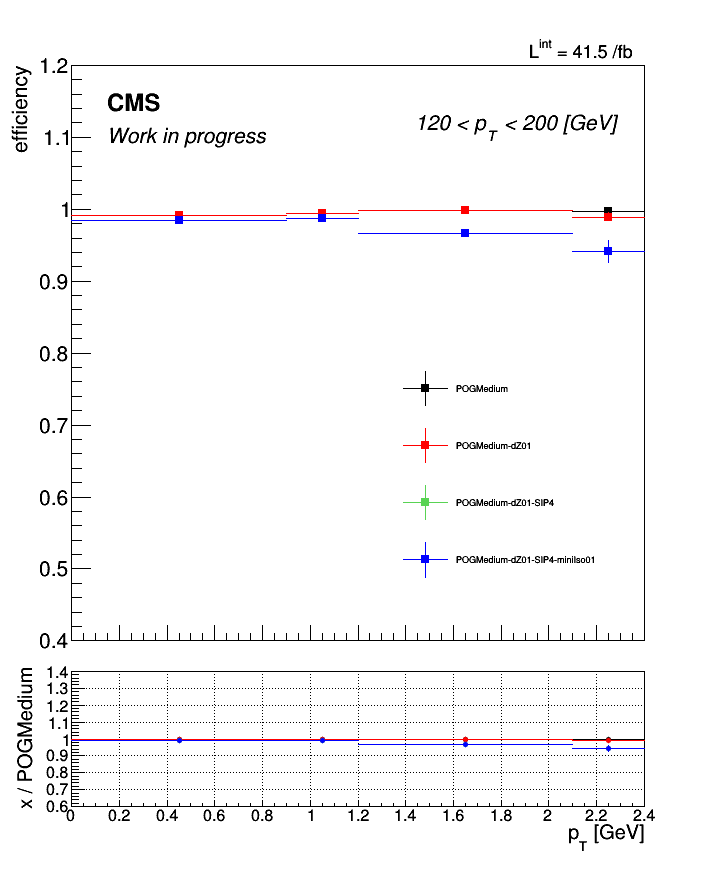 L^int = 41.5 /fb
efficiency
CMS
Work in progress
120 < p_T < 200 [GeV]
1.2
1.1
1
0.9
0.8
0.7
0.6
0.5
0.4
POGMedium
POGMedium-dZ01
POGMedium-dZ01-SIP4
POGMedium-dZ01-SIP4-miniIso01
x / POGMedium
1.4
1.3
1.2
1.1
1
0.9
0.8
0.7
0.6
0 0.2 0.4 0.6 0.8 1 1.2 1.4 1.6 1.8 2 2.2 2.4
p_T [GeV]